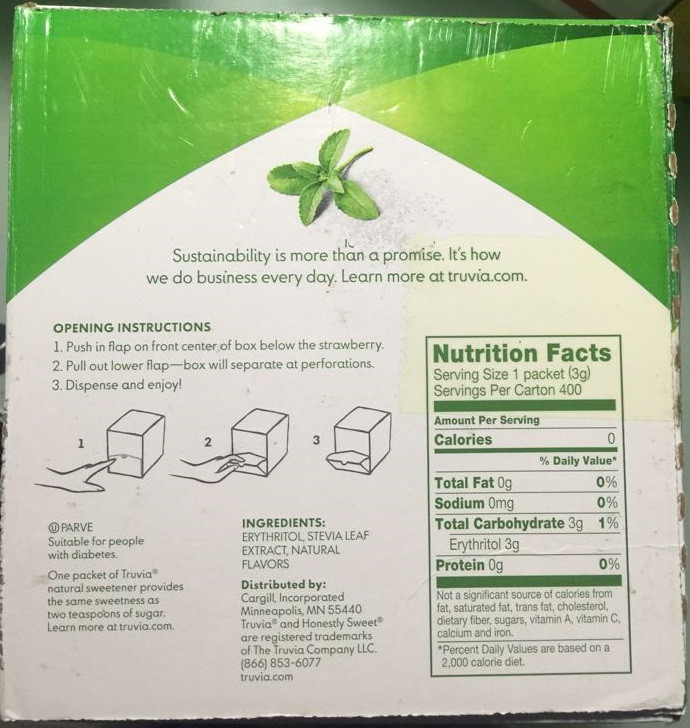 Sustainability is more than a promise. It's how
we do business every day. Learn more at truvia.com.
OPENING INSTRUCTIONS
1. Push in flap on front center of box below the strawberry.
2. Pull out lower flap—box will separate at perforations.
3. Dispense and enjoy!
1
2
3
Ⓤ PARVE
Suitable for people
with diabetes.
One packet of Truvia®
natural sweetener provides
the same sweetness as
two teaspoons of sugar.
Learn more at truvia.com.
INGREDIENTS:
ERYTHRITOL, STEVIA LEAF
EXTRACT, NATURAL
FLAVORS
Distributed by:
Cargill, Incorporated
Minneapolis, MN 55440
Truvia® and Honestly Sweet®
are registered trademarks
of The Truvia Company LLC.
(866) 853-6077
truvia.com
Nutrition Facts
Serving Size 1 packet (3g)
Servings Per Carton 400
Amount Per Serving
Calories 0
% Daily Value*
Total Fat 0g 0%
Sodium 0mg 0%
Total Carbohydrate 3g 1%
Erythritol 3g
Protein 0g 0%
Not a significant source of calories from
fat, saturated fat, trans fat, cholesterol,
dietary fiber, sugars, vitamin A, vitamin C,
calcium and iron.
*Percent Daily Values are based on a
2,000 calorie diet.